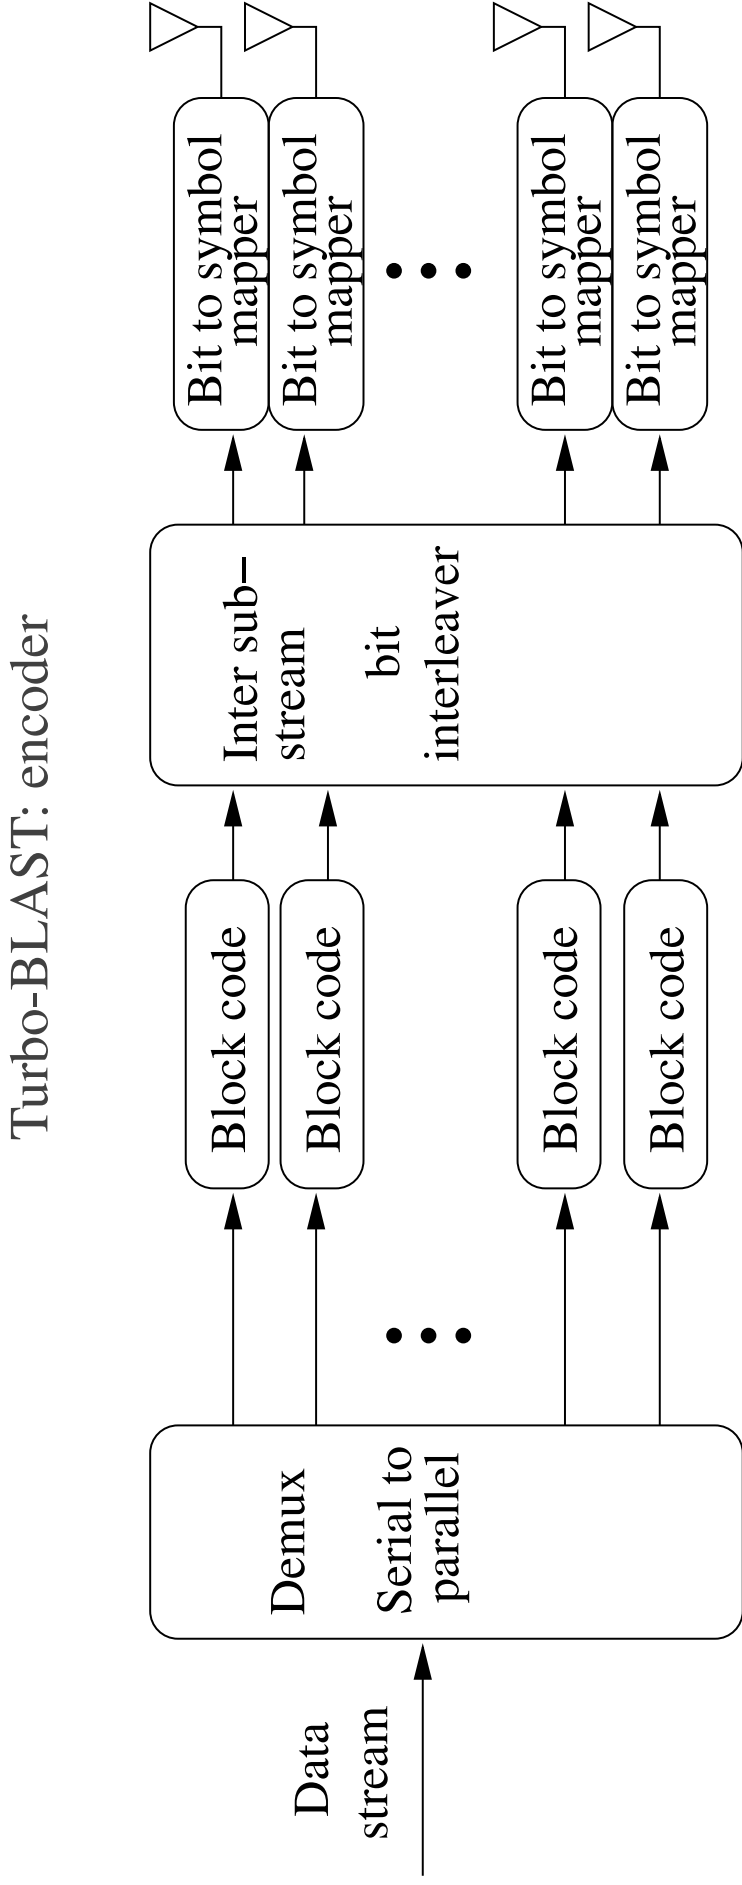 Turbo-BLAST: encoder
Data
stream
Demux
Serial to
parallel
Block code
Block code
Block code
Block code
Inter sub–
stream
bit
interleaver
Bit to symbol
mapper
Bit to symbol
mapper
Bit to symbol
mapper
Bit to symbol
mapper